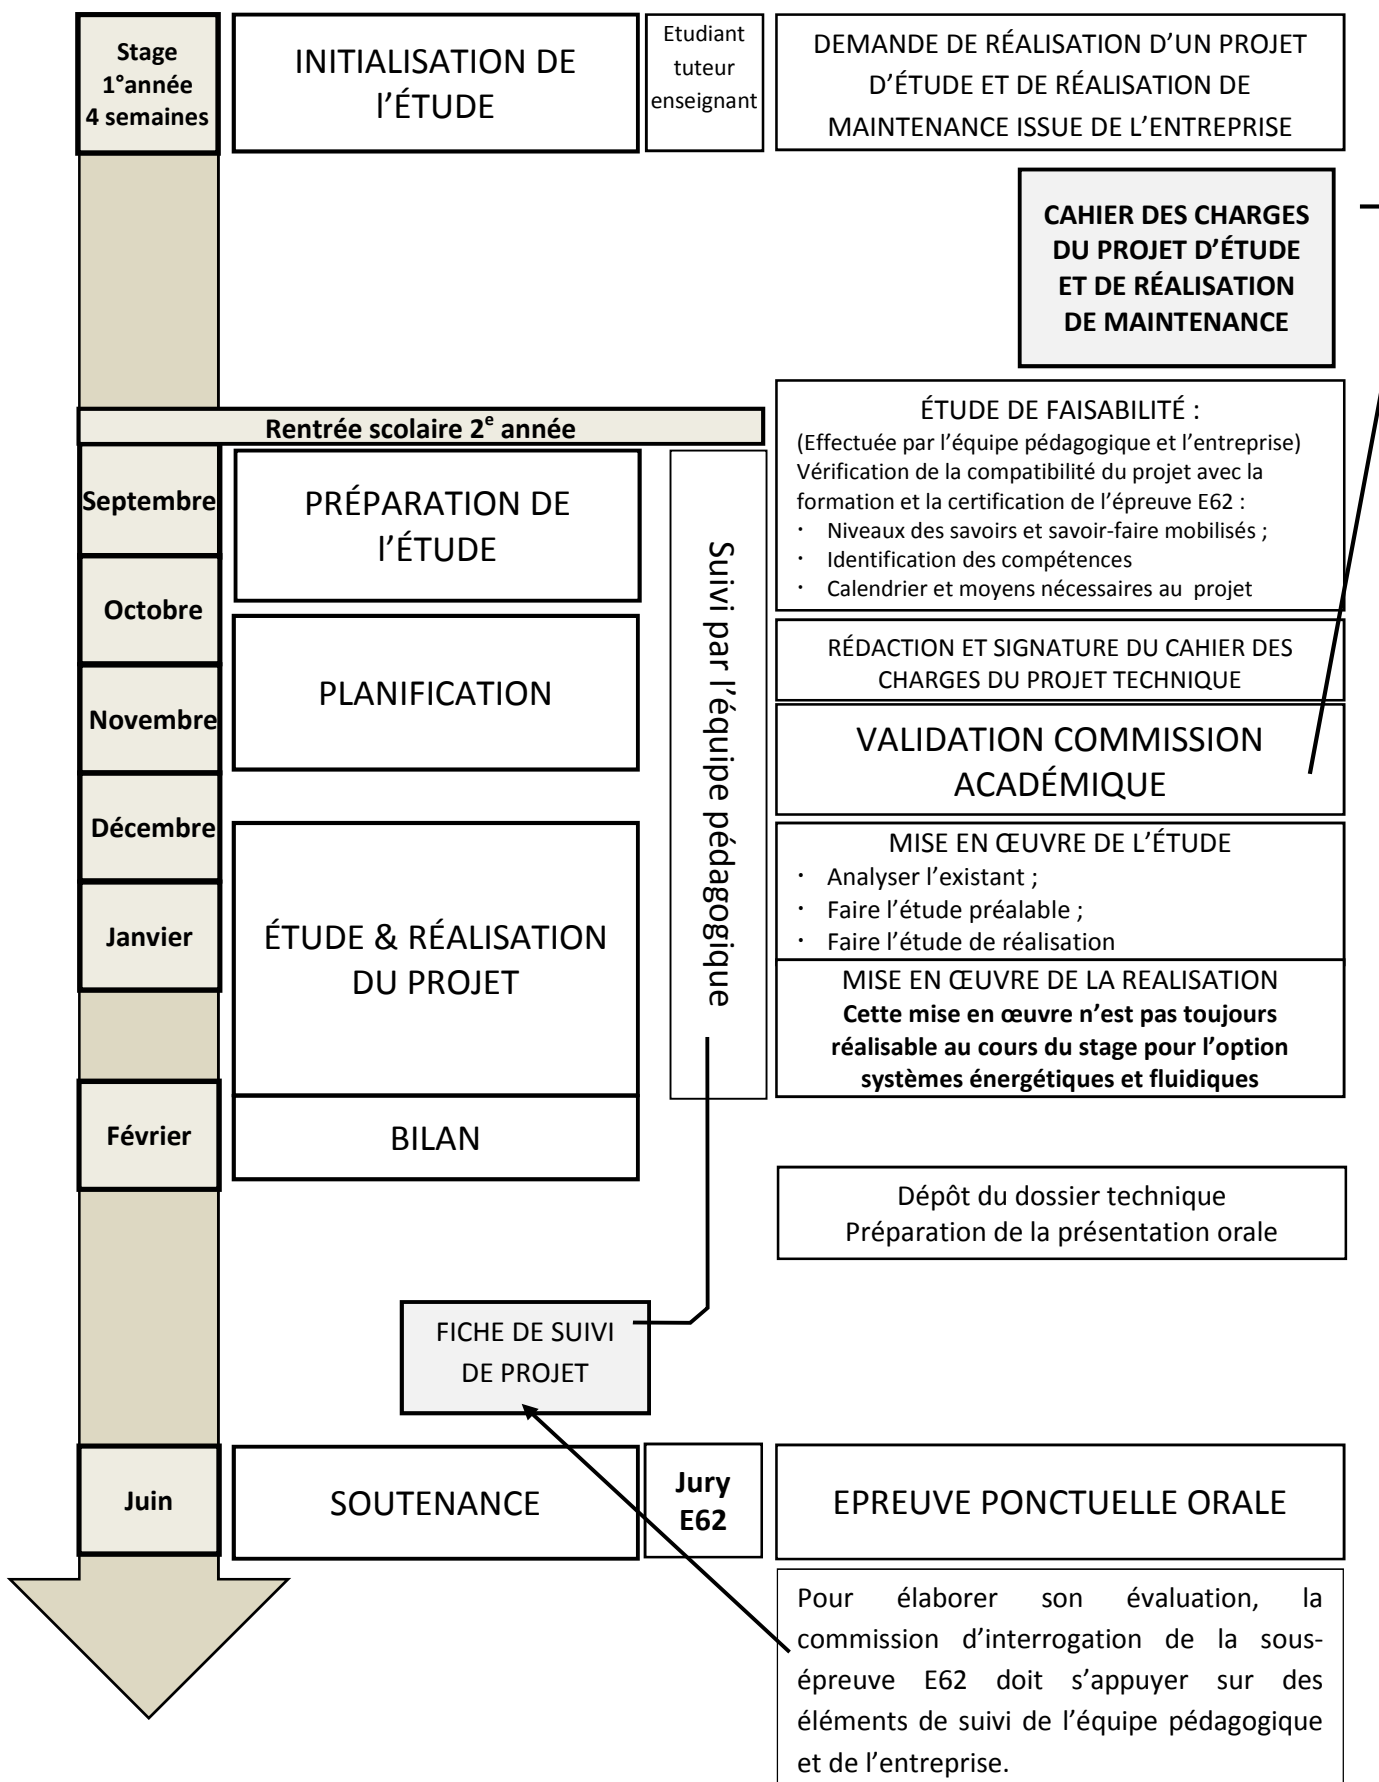 Stage
1°année
4 semaines
INITIALISATION DE
l’ÉTUDE
Etudiant
tuteur
enseignant
DEMANDE DE RÉALISATION D’UN PROJET
D’ÉTUDE ET DE RÉALISATION DE
MAINTENANCE ISSUE DE L’ENTREPRISE
CAHIER DES CHARGES
DU PROJET D’ÉTUDE
ET DE RÉALISATION
DE MAINTENANCE
Rentrée scolaire 2e année
ÉTUDE DE FAISABILITÉ :
(Effectuée par l’équipe pédagogique et l’entreprise)
Vérification de la compatibilité du projet avec la
formation et la certification de l’épreuve E62 :
· Niveaux des savoirs et savoir-faire mobilisés ;
· Identification des compétences
· Calendrier et moyens nécessaires au projet
Septembre
PRÉPARATION DE
l’ÉTUDE
Suivi par l’équipe pédagogique
Octobre
PLANIFICATION
RÉDACTION ET SIGNATURE DU CAHIER DES
CHARGES DU PROJET TECHNIQUE
Novembre
VALIDATION COMMISSION
ACADÉMIQUE
Décembre
ÉTUDE & RÉALISATION
DU PROJET
MISE EN ŒUVRE DE L’ÉTUDE
· Analyser l’existant ;
· Faire l’étude préalable ;
· Faire l’étude de réalisation
Janvier
MISE EN ŒUVRE DE LA REALISATION
Cette mise en œuvre n’est pas toujours
réalisable au cours du stage pour l’option
systèmes énergétiques et fluidiques
Février
BILAN
Dépôt du dossier technique
Préparation de la présentation orale
FICHE DE SUIVI
DE PROJET
Juin
SOUTENANCE
Jury
E62
EPREUVE PONCTUELLE ORALE
Pour élaborer son évaluation, la
commission d’interrogation de la sous-
épreuve E62 doit s’appuyer sur des
éléments de suivi de l’équipe pédagogique
et de l’entreprise.